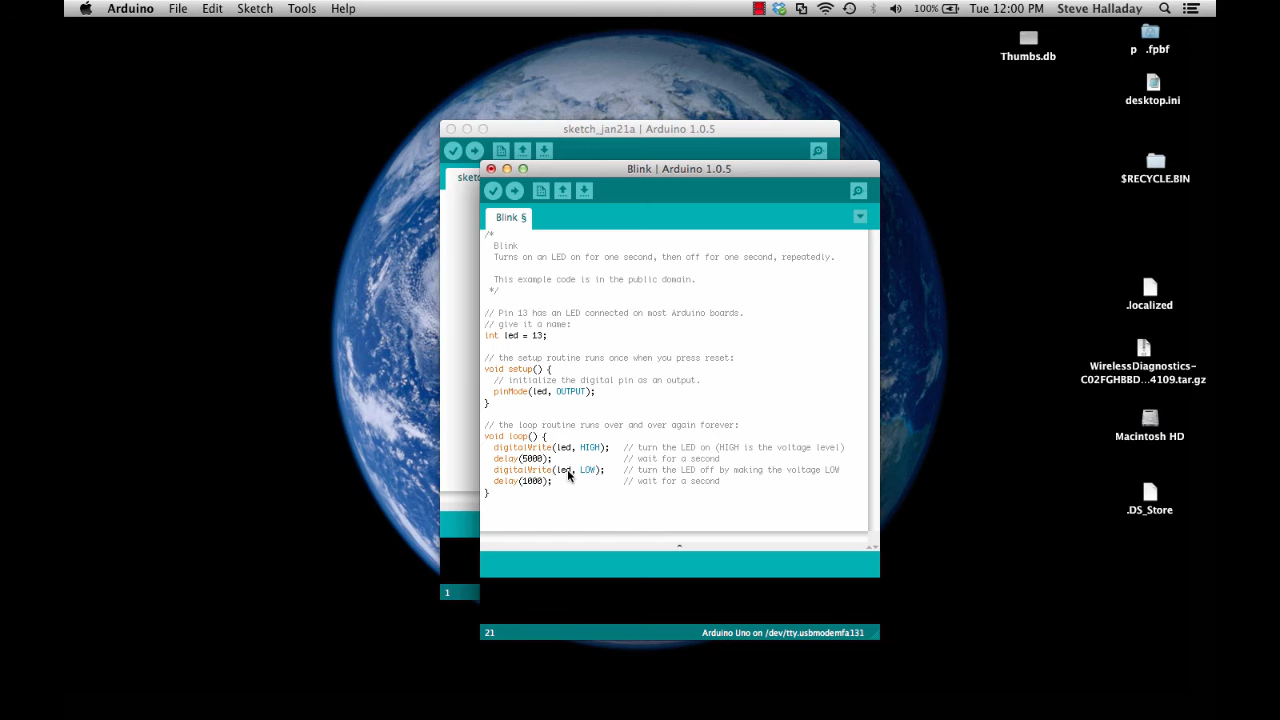 Arduino File Edit Sketch Tools Help 100% Tue 12:00 PM Steve Halladay
Thumbs.db
p .fpbf
desktop.ini
$RECYCLE.BIN
.localized
WirelessDiagnostics-
C02FGHBBD...4109.tar.gz
Macintosh HD
.DS_Store
sketch_jan21a | Arduino 1.0.5
sket
Blink | Arduino 1.0.5
Blink §
/*
Blink
Turns on an LED on for one second, then off for one second, repeatedly.
This example code is in the public domain.
*/
// Pin 13 has an LED connected on most Arduino boards.
// give it a name:
int led = 13;
// the setup routine runs once when you press reset:
void setup() {
// initialize the digital pin as an output.
pinMode(led, OUTPUT);
}
// the loop routine runs over and over again forever:
void loop() {
digitalWrite(led, HIGH); // turn the LED on (HIGH is the voltage level)
delay(5000); // wait for a second
digitalWrite(led, LOW); // turn the LED off by making the voltage LOW
delay(1000); // wait for a second
}
1
21 Arduino Uno on /dev/tty.usbmodemfa131